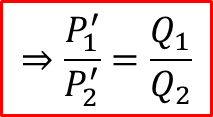 ⇒ P′₁/P′₂ = Q₁/Q₂